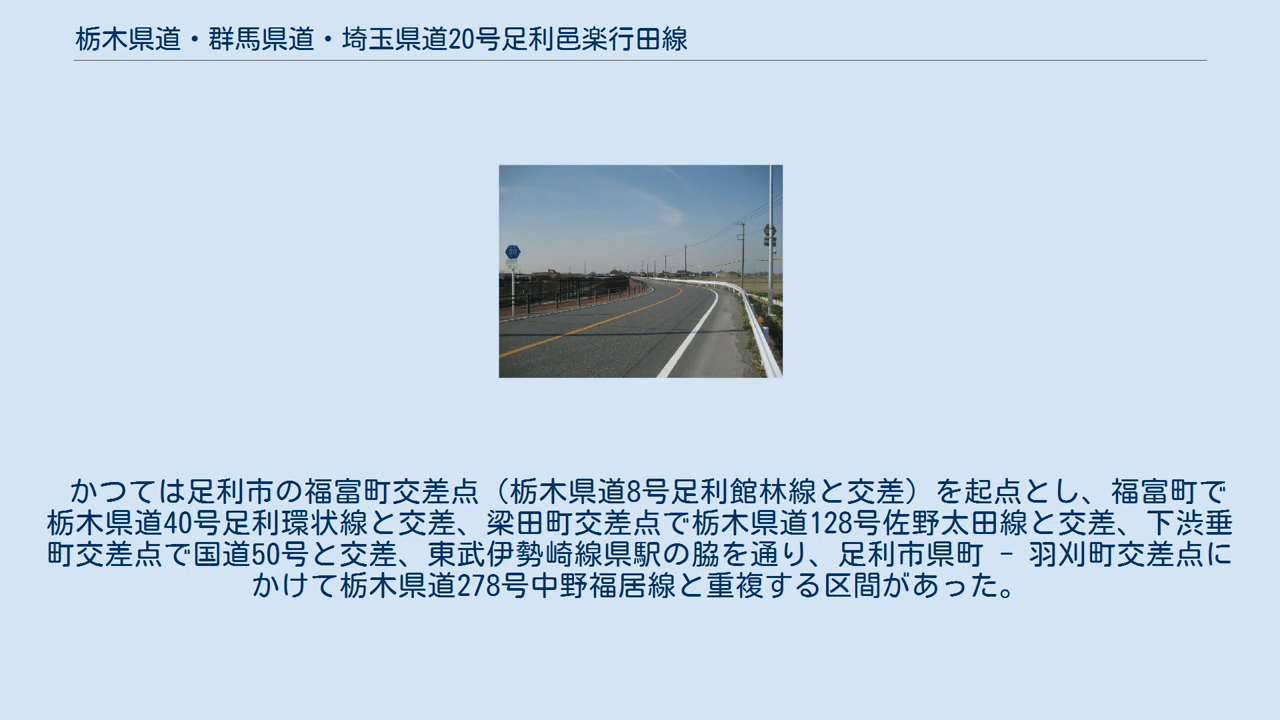 栃木県道・群馬県道・埼玉県道20号足利邑楽行田線
かつては足利市の福富町交差点（栃木県道8号足利館林線と交差）を起点とし、福富町で
栃木県道40号足利環状線と交差、梁田町交差点で栃木県道128号佐野太田線と交差、下渋垂
町交差点で国道50号と交差、東武伊勢崎線県駅の脇を通り、足利市県町 - 羽刈町交差点に
かけて栃木県道278号中野福居線と重複する区間があった。